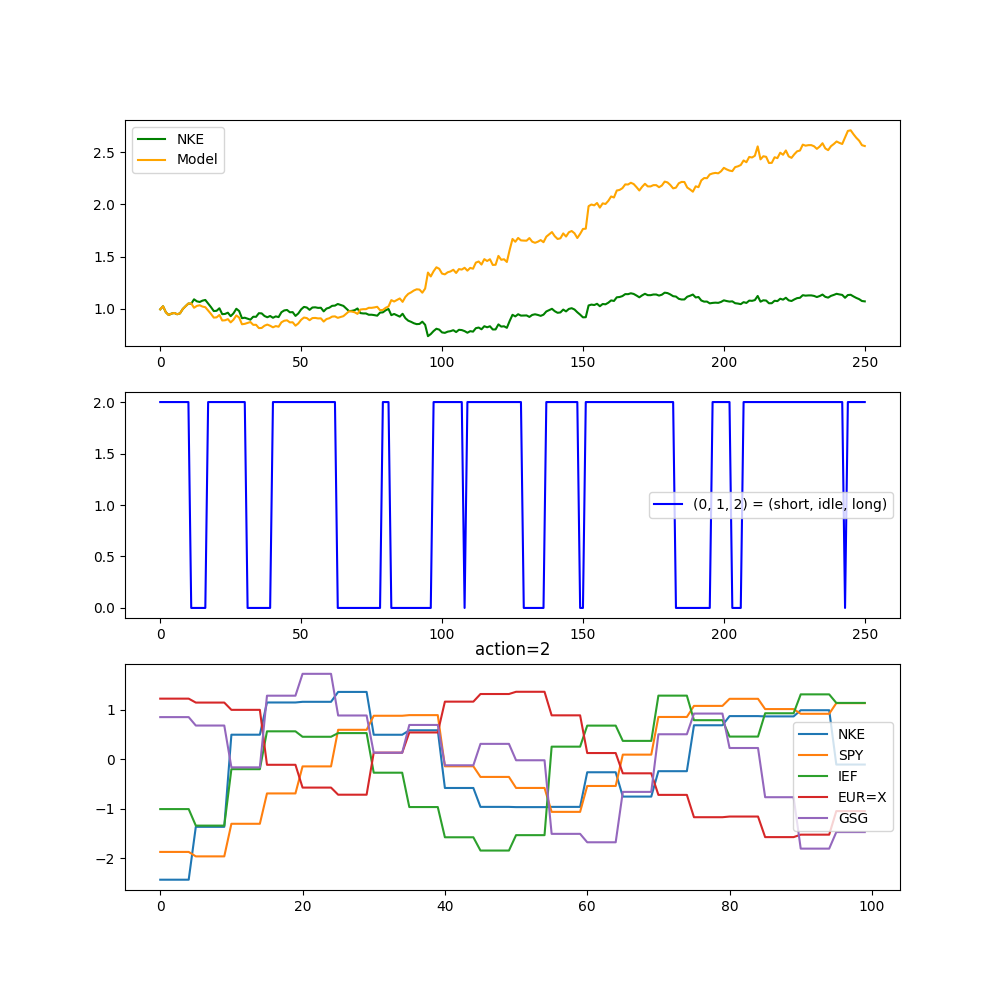 NKE
Model
2.5
2.0
1.5
1.0
0 50 100 150 200 250
2.0
1.5
1.0
0.5
0.0
(0, 1, 2) = (short, idle, long)
0 50 100 150 200 250
action=2
1
0
−1
−2
NKE
SPY
IEF
EUR=X
GSG
0 20 40 60 80 100